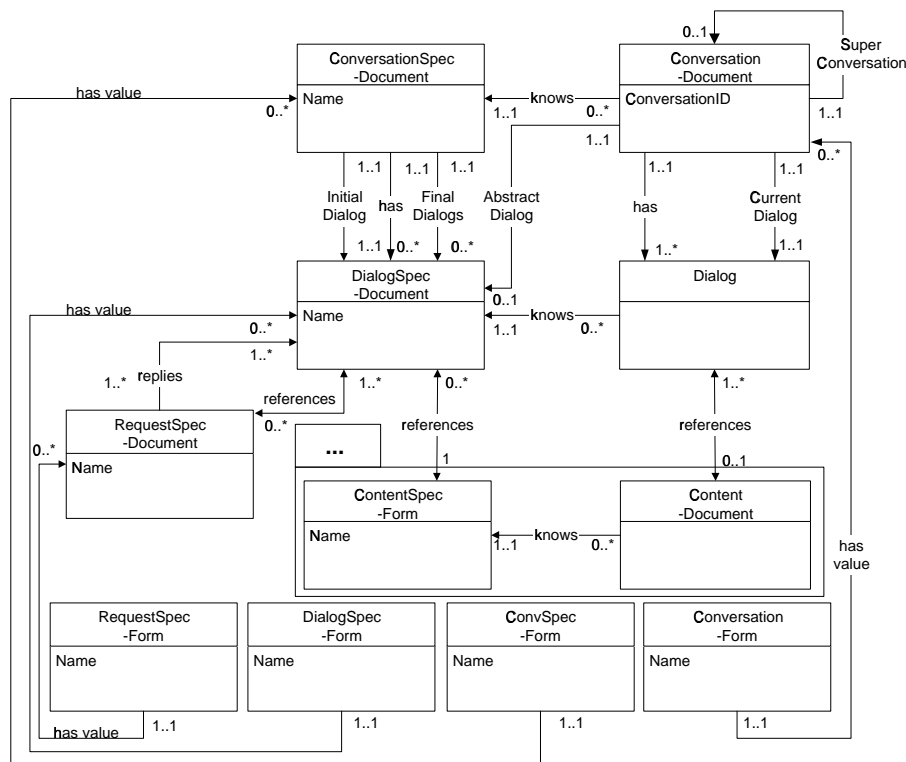 0..1
Super
Conversation
ConversationSpec
-Document
Conversation
-Document
has value
0..*
Name
knows
1..1
0..*
ConversationID
1..1
1..1
0..*
1..1
1..1
1..1
1..1
1..1
Initial
Dialog
has
Final
Dialogs
Abstract
Dialog
has
Current
Dialog
1..1
0..*
0..*
1..*
1..1
DialogSpec
-Document
Dialog
0..1
has value
Name
knows
1..1
0..*
0..*
1..*
replies
1..*
1..*
0..*
1..*
references
0..*
RequestSpec
-Document
references
references
0..*
Name
...
1
0..1
ContentSpec
-Form
Content
-Document
Name
knows
1..1
0..*
has
value
RequestSpec
-Form
DialogSpec
-Form
ConvSpec
-Form
Conversation
-Form
Name
Name
Name
Name
has value
1..1
1..1
1..1
1..1